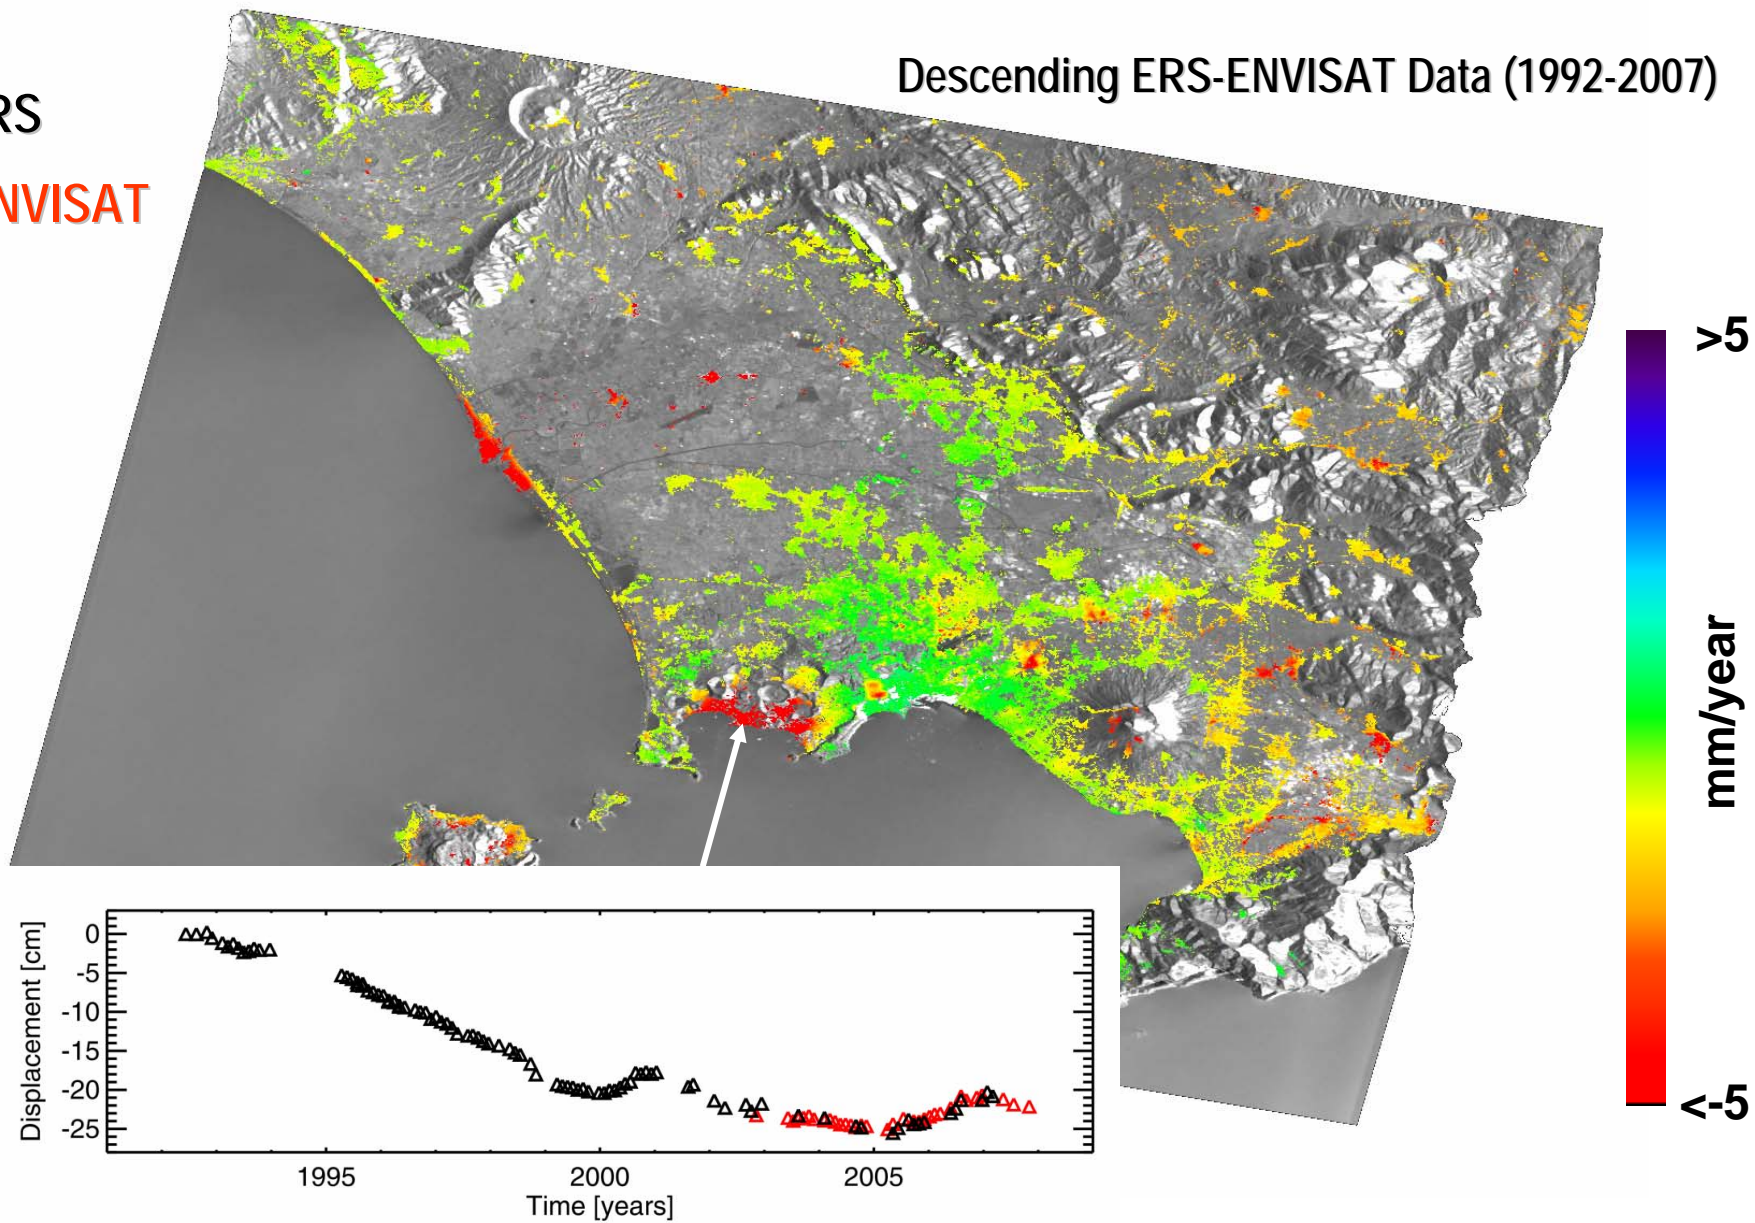 Descending ERS-ENVISAT Data (1992-2007)
RS
NVISAT
>5
mm/year
<-5
Displacement [cm]
0
-5
-10
-15
-20
-25
1995 2000 2005
Time [years]